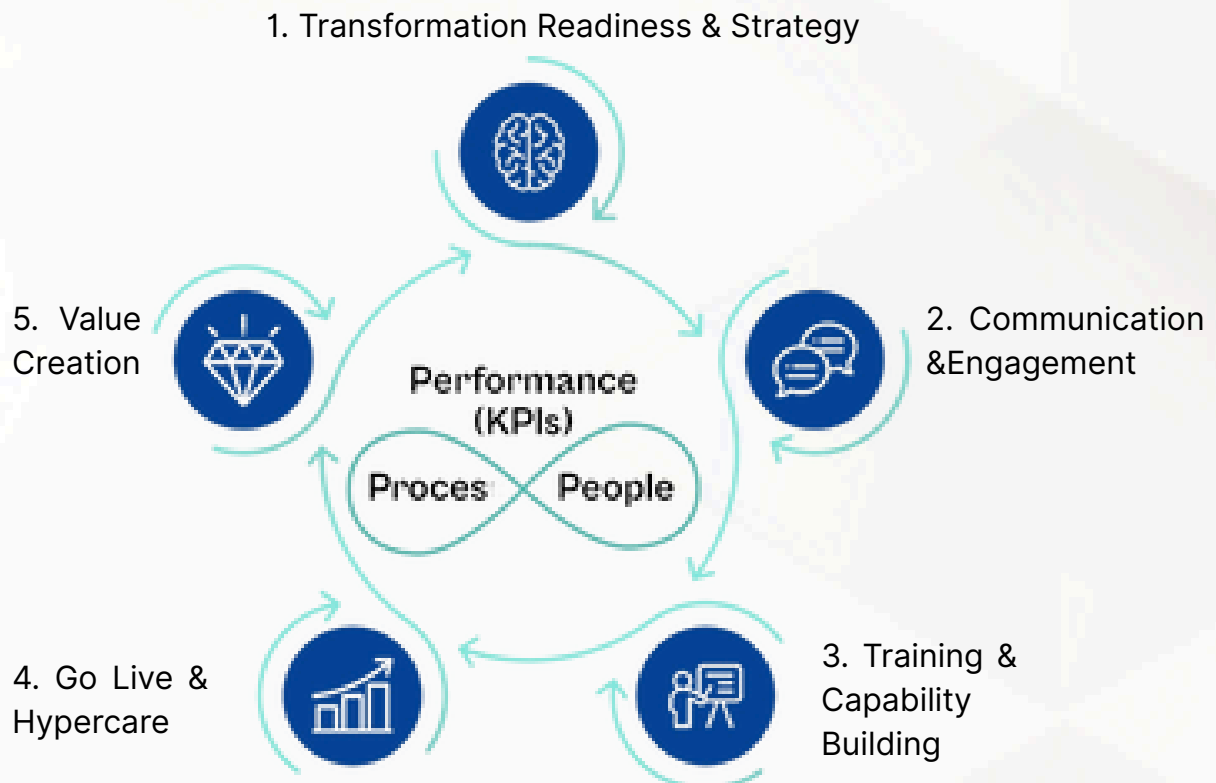 1. Transformation Readiness & Strategy
5. Value
Creation
2. Communication
&Engagement
Performance
(KPIs)
Proces
People
4. Go Live &
Hypercare
3. Training &
Capability
Building